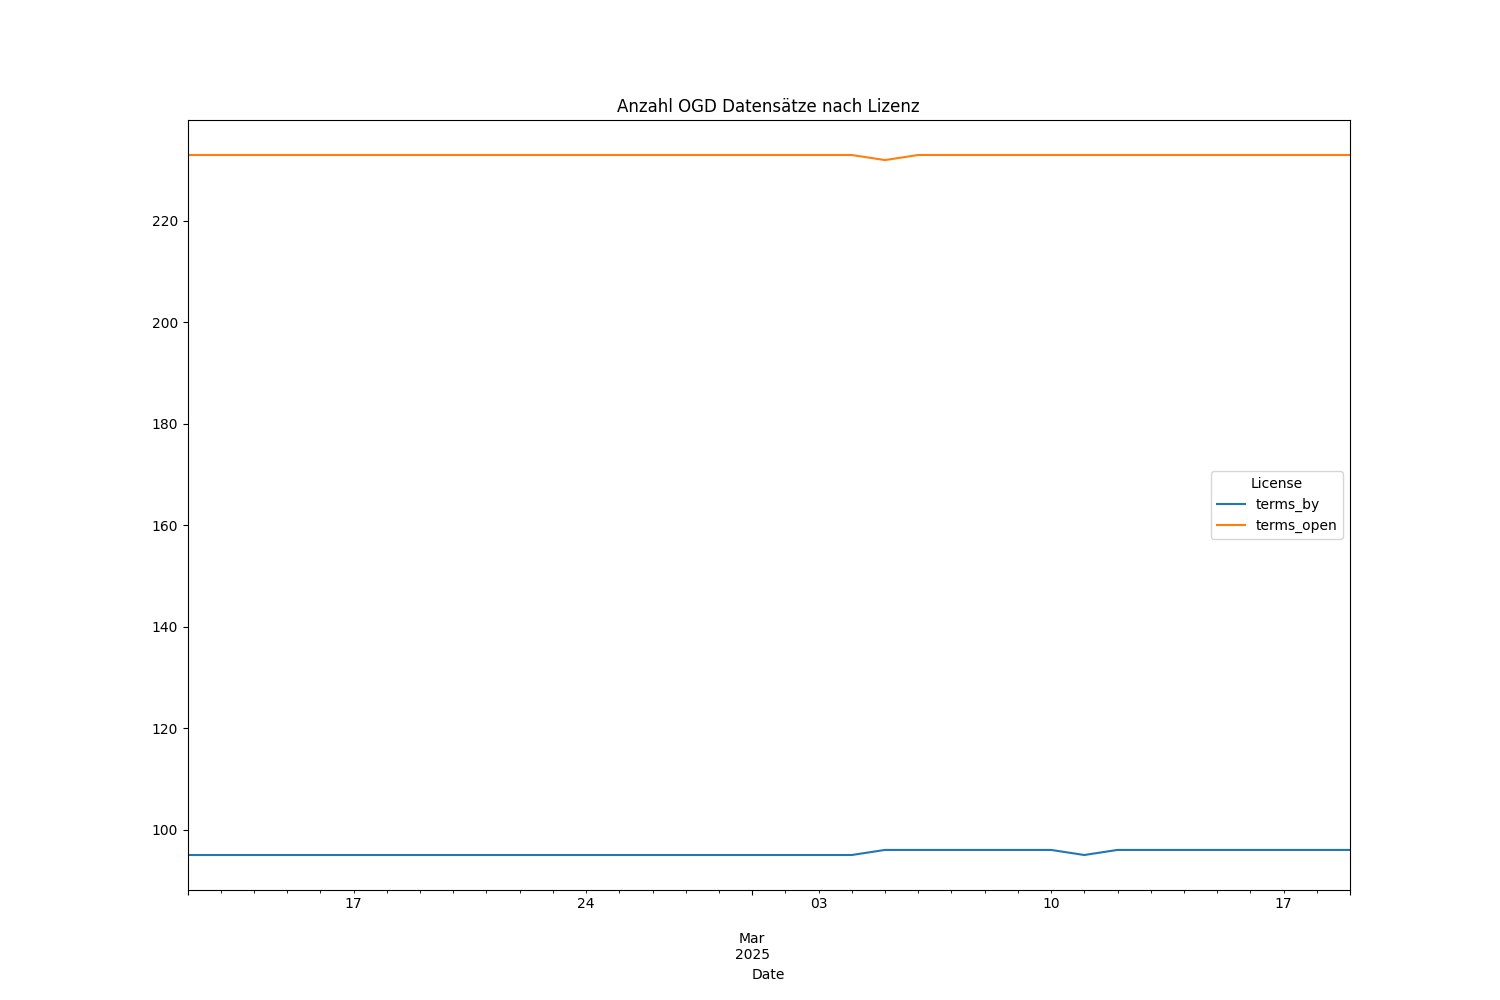 Anzahl OGD Datensätze nach Lizenz
220
200
180
160
140
120
100
License
terms_by
terms_open
17 24 03 10 17
Mar
2025
Date